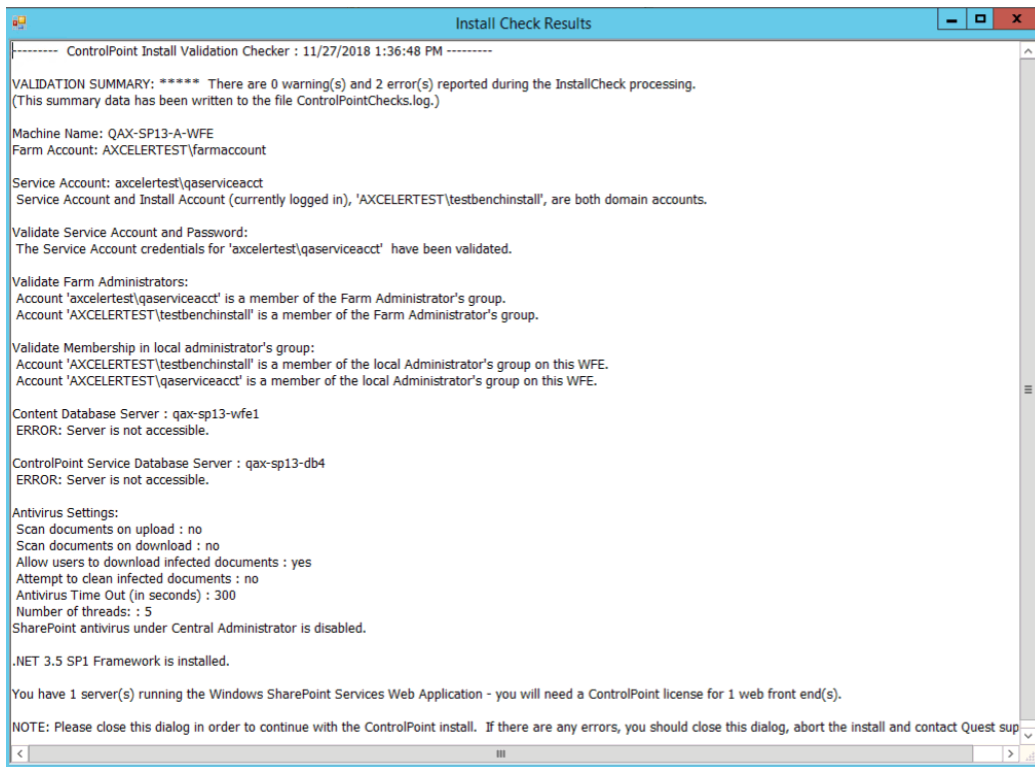 Install Check Results
--------- ControlPoint Install Validation Checker : 11/27/2018 1:36:48 PM ---------
VALIDATION SUMMARY: ***** There are 0 warning(s) and 2 error(s) reported during the InstallCheck processing.
(This summary data has been written to the file ControlPointChecks.log.)
Machine Name: QAX-SP13-A-WFE
Farm Account: AXCELERTEST\farmaccount
Service Account: axcelertest\qaserviceacct
Service Account and Install Account (currently logged in), 'AXCELERTEST\testbenchinstall', are both domain accounts.
Validate Service Account and Password:
The Service Account credentials for 'axcelertest\qaserviceacct' have been validated.
Validate Farm Administrators:
Account 'axcelertest\qaserviceacct' is a member of the Farm Administrator's group.
Account 'AXCELERTEST\testbenchinstall' is a member of the Farm Administrator's group.
Validate Membership in local administrator's group:
Account 'AXCELERTEST\testbenchinstall' is a member of the local Administrator's group on this WFE.
Account 'AXCELERTEST\qaserviceacct' is a member of the local Administrator's group on this WFE.
Content Database Server : qax-sp13-wfe1
ERROR: Server is not accessible.
ControlPoint Service Database Server : qax-sp13-db4
ERROR: Server is not accessible.
Antivirus Settings:
Scan documents on upload : no
Scan documents on download : no
Allow users to download infected documents : yes
Attempt to clean infected documents : no
Antivirus Time Out (in seconds) : 300
Number of threads: : 5
SharePoint antivirus under Central Administrator is disabled.
.NET 3.5 SP1 Framework is installed.
You have 1 server(s) running the Windows SharePoint Services Web Application - you will need a ControlPoint license for 1 web front end(s).
NOTE: Please close this dialog in order to continue with the ControlPoint install. If there are any errors, you should close this dialog, abort the install and contact Quest sup